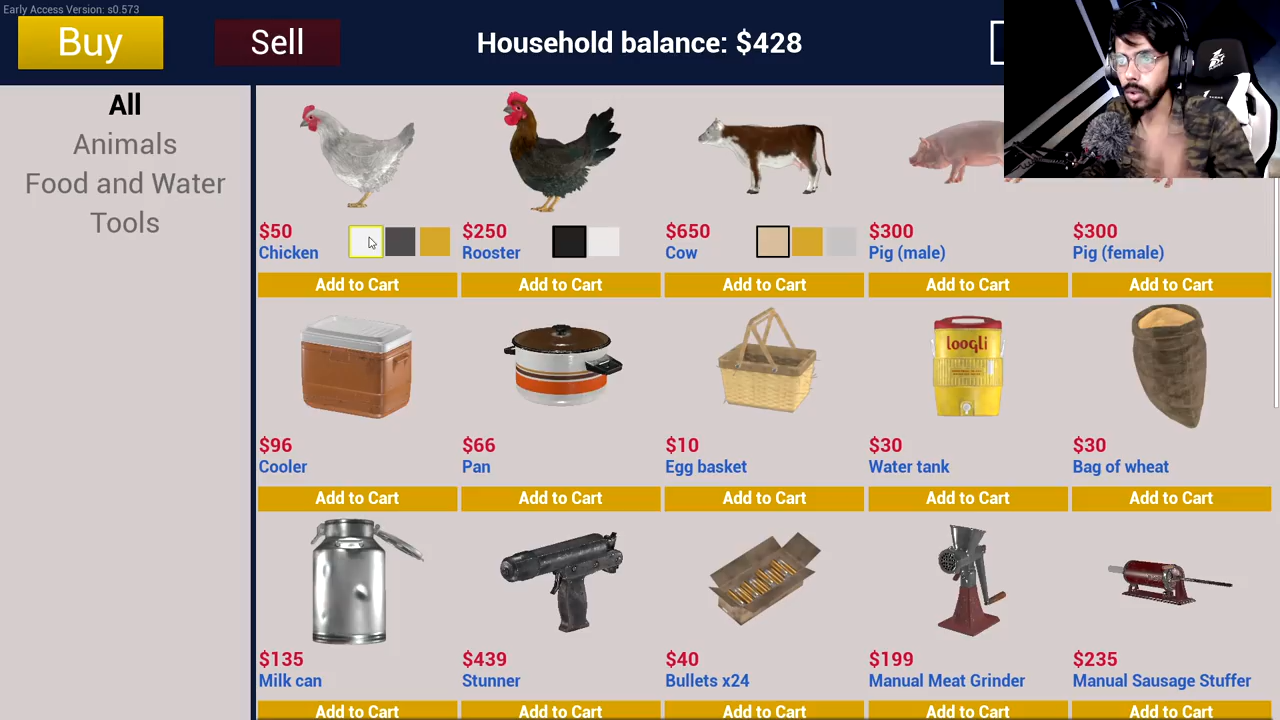 Early Access Version: s0.573
Buy
Sell
Household balance: $428
All
Animals
Food and Water
Tools
$50
Chicken
$250
Rooster
$650
Cow
$300
Pig (male)
$300
Pig (female)
Add to Cart
Add to Cart
Add to Cart
Add to Cart
Add to Cart
loogli
$96
Cooler
$66
Pan
$10
Egg basket
$30
Water tank
$30
Bag of wheat
Add to Cart
Add to Cart
Add to Cart
Add to Cart
Add to Cart
$135
Milk can
$439
Stunner
$40
Bullets x24
$199
Manual Meat Grinder
$235
Manual Sausage Stuffer
Add to Cart
Add to Cart
Add to Cart
Add to Cart
Add to Cart